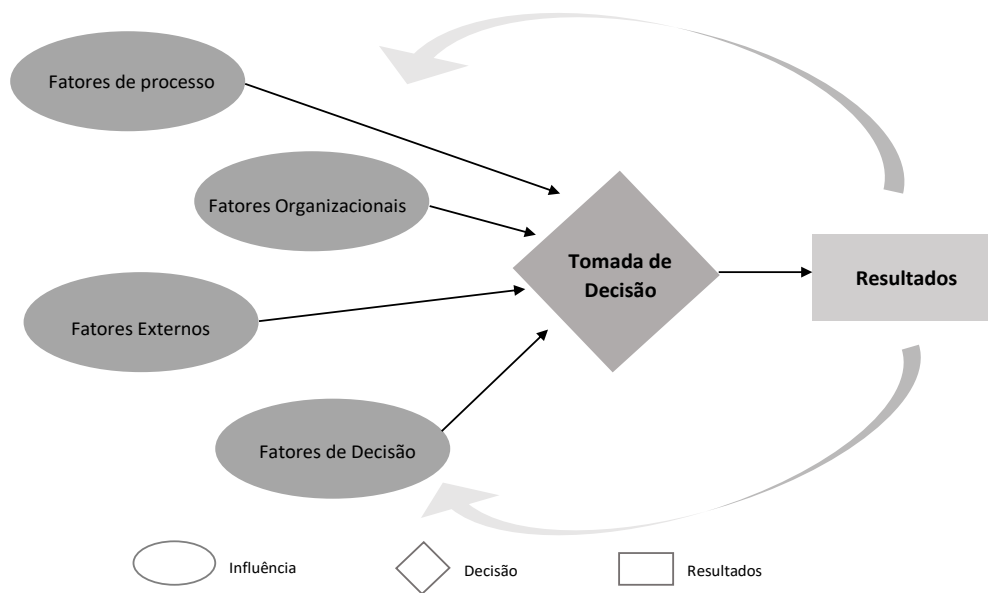 Fatores de processo
Fatores Organizacionais
Tomada de
Decisão
Resultados
Fatores Externos
Fatores de Decisão
Influência
Decisão
Resultados